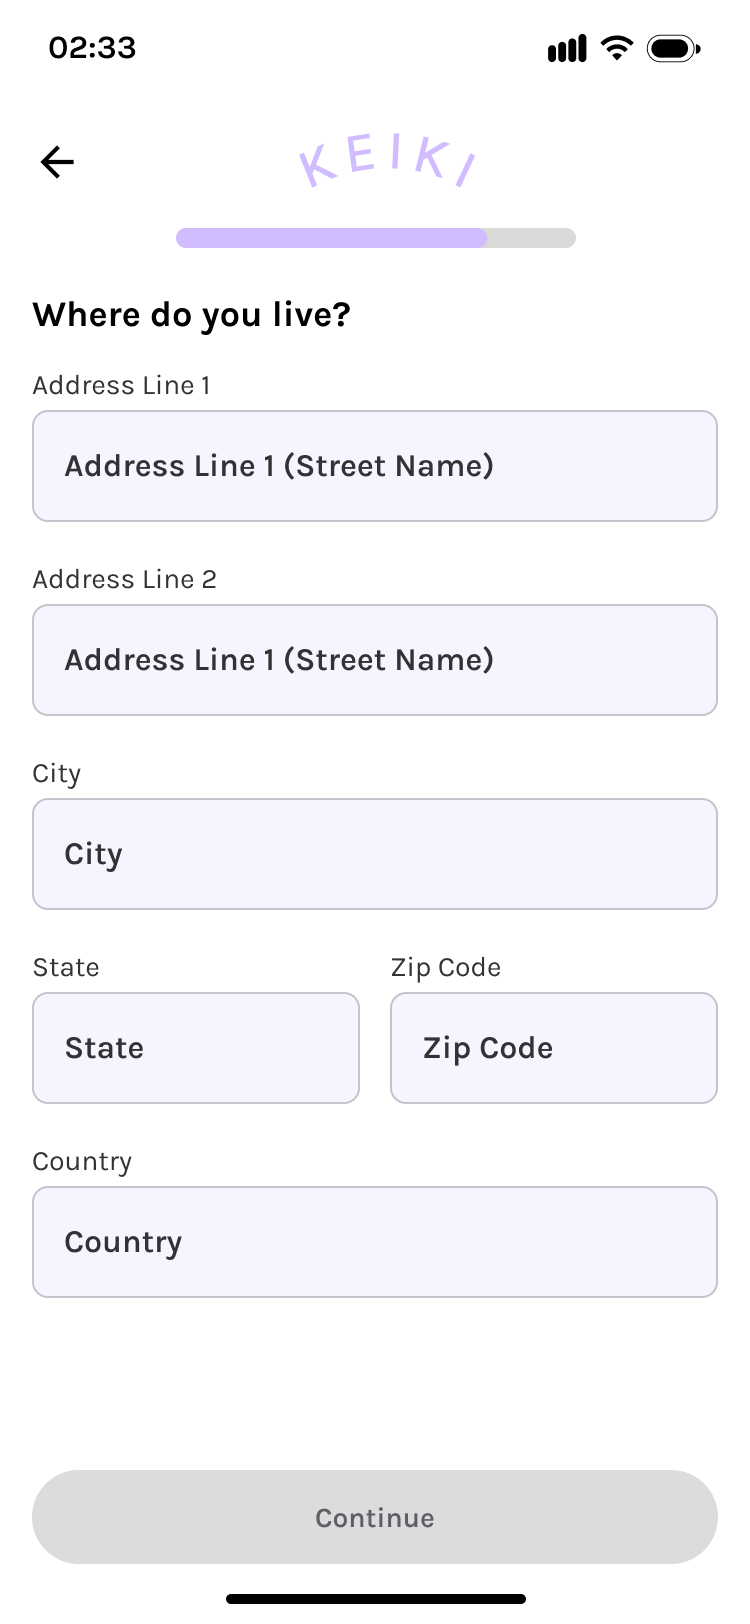 02:33
KEIKI
Where do you live?
Address Line 1
Address Line 1 (Street Name)
Address Line 2
Address Line 1 (Street Name)
City
City
State Zip Code
State Zip Code
Country
Country
Continue